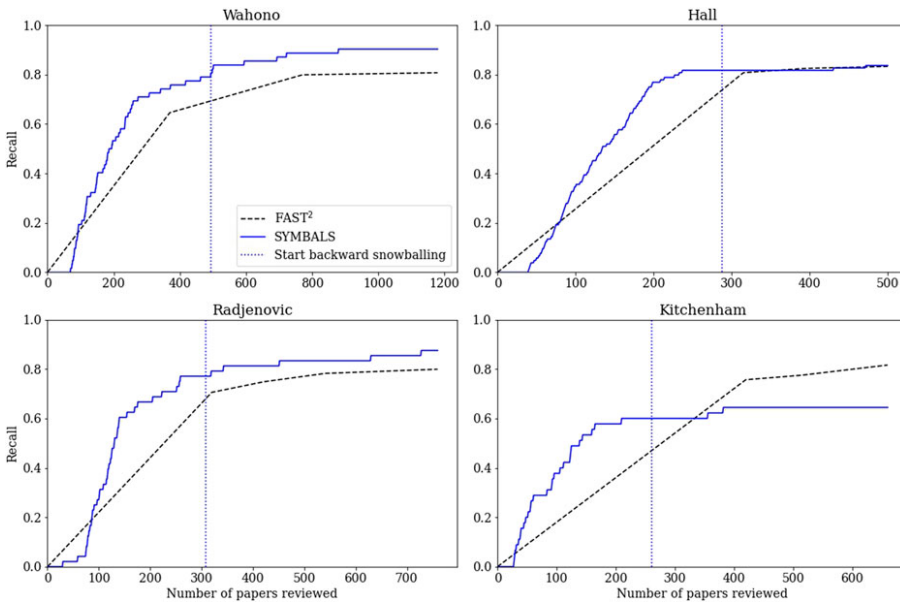 Wahono
Recall
1.0
0.8
0.6
0.4
0.2
0.0
0 200 400 600 800 1000 1200
FAST²
SYMBALS
Start backward snowballing
Hall
1.0
0.8
0.6
0.4
0.2
0.0
0 100 200 300 400 500
Radjenovic
Recall
1.0
0.8
0.6
0.4
0.2
0.0
0 100 200 300 400 500 600 700
Number of papers reviewed
Kitchenham
1.0
0.8
0.6
0.4
0.2
0.0
0 100 200 300 400 500 600
Number of papers reviewed